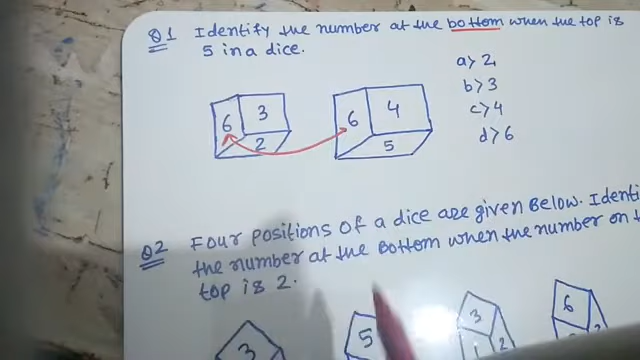 Q1 Identify the number at the bottom when the top is
5 in a dice.
a> 2
b> 3
c> 4
d> 6
6 3 2
6 4 5
Q2 Four positions of a dice are given Below. Identi
the number at the Bottom when the number on t
top is 2.
3 5 3 1 2 6